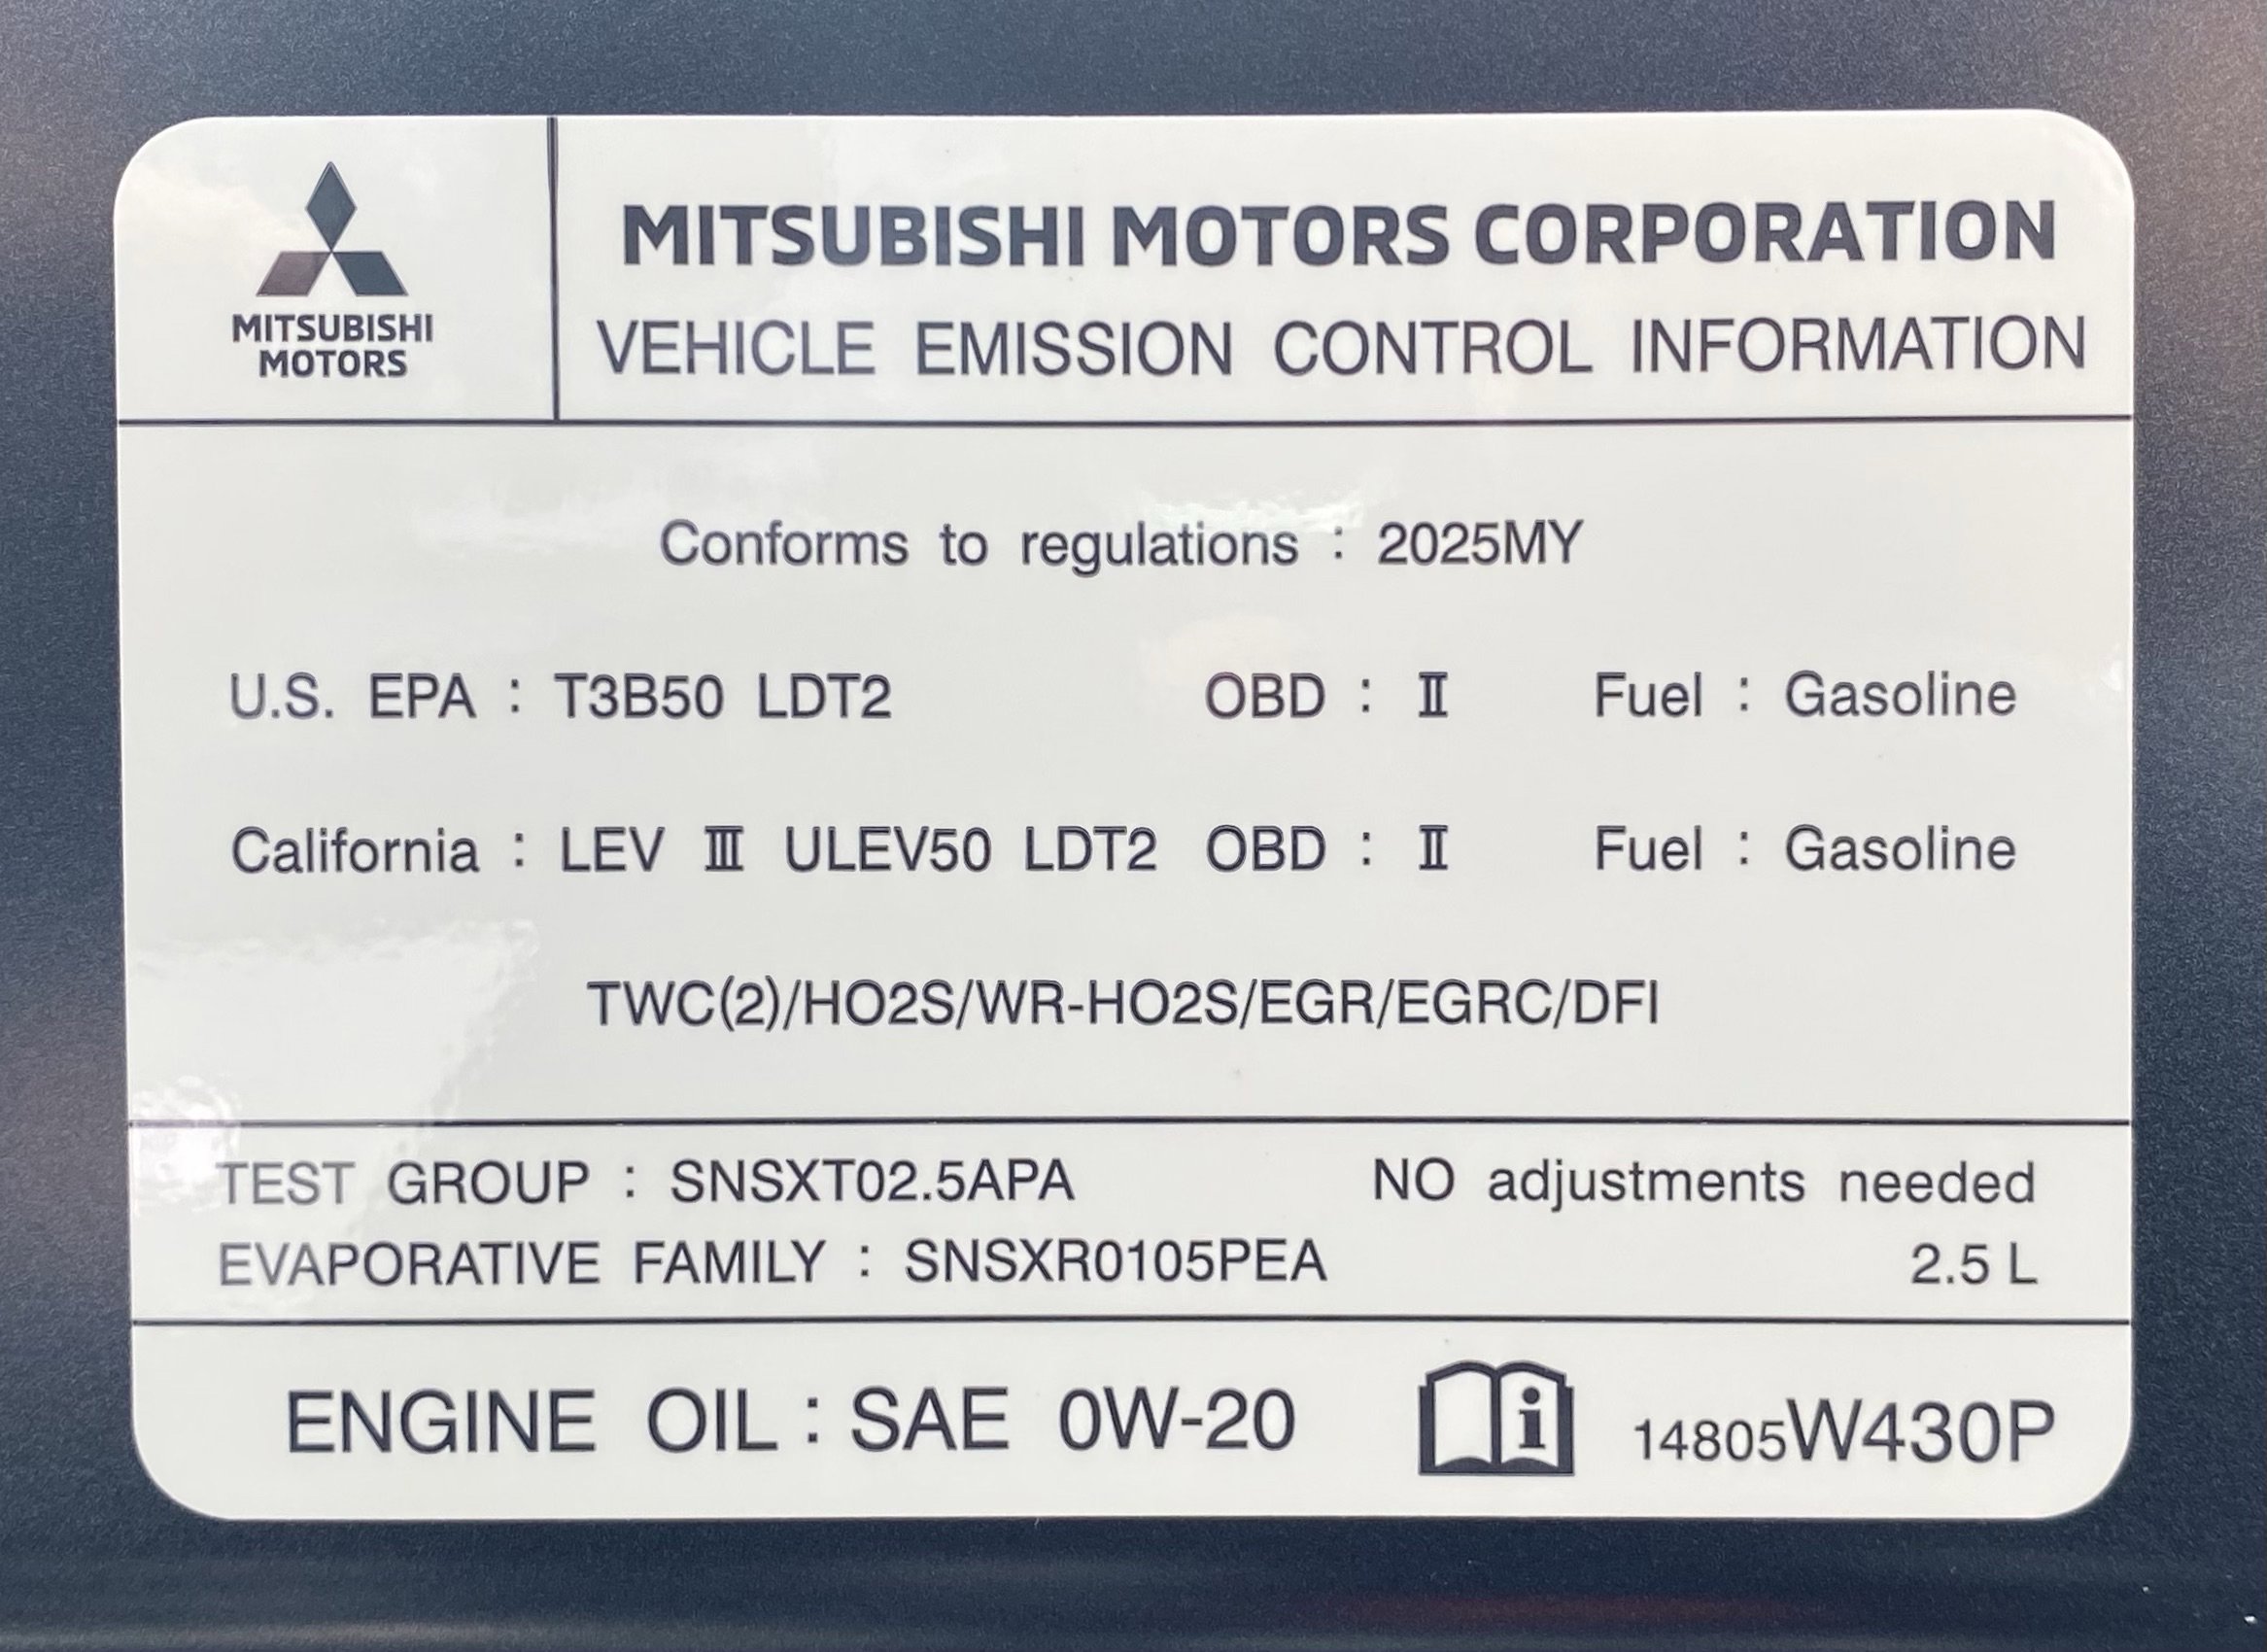 MITSUBISHI
MOTORS
MITSUBISHI MOTORS CORPORATION
VEHICLE EMISSION CONTROL INFORMATION
Conforms to regulations : 2025MY
U.S. EPA : T3B50 LDT2 OBD : Ⅱ Fuel : Gasoline
California : LEV Ⅲ ULEV50 LDT2 OBD : Ⅱ Fuel : Gasoline
TWC(2)/HO2S/WR-HO2S/EGR/EGRC/DFI
TEST GROUP : SNSXT02.5APA NO adjustments needed
EVAPORATIVE FAMILY : SNSXR0105PEA 2.5 L
ENGINE OIL : SAE 0W-20 i 14805W430P